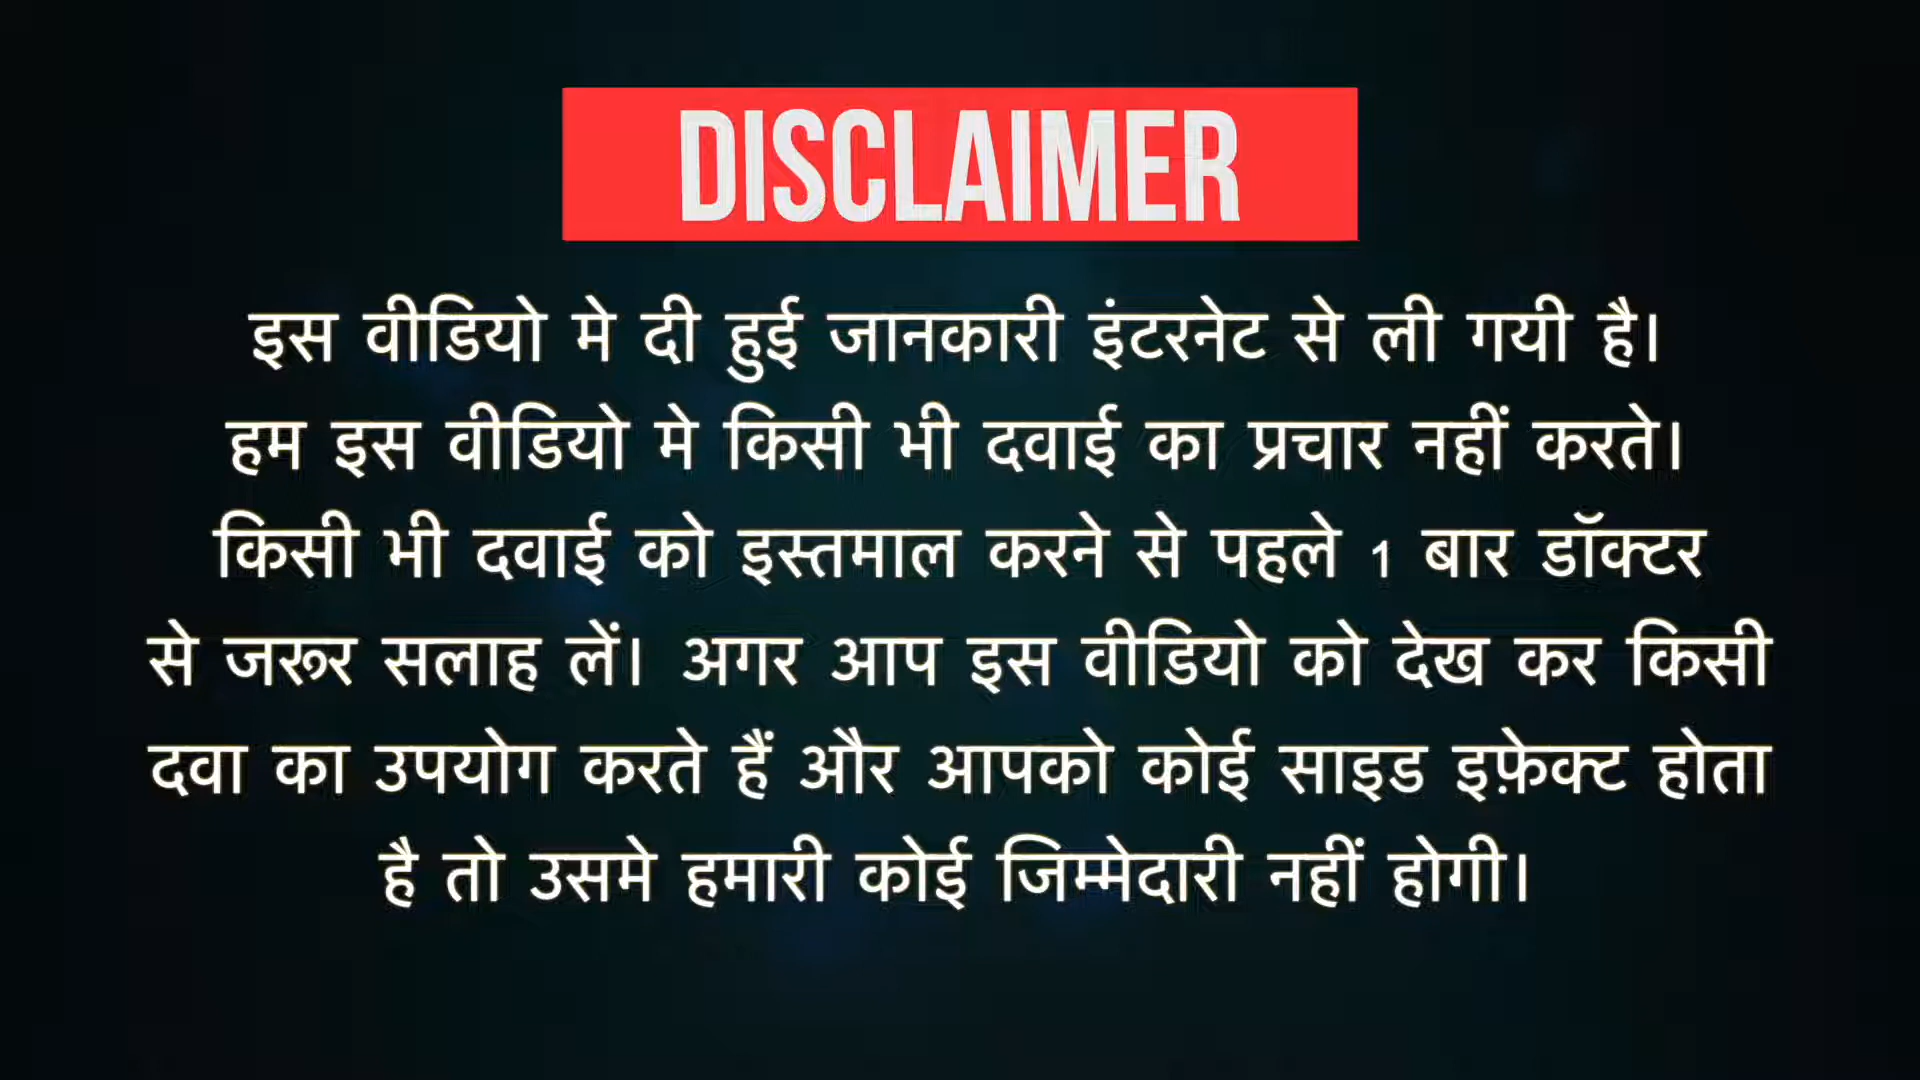 DISCLAIMER
इस वीडियो मे दी हुई जानकारी इंटरनेट से ली गयी है।
हम इस वीडियो मे किसी भी दवाई का प्रचार नहीं करते।
किसी भी दवाई को इस्तमाल करने से पहले 1 बार डॉक्टर
से जरूर सलाह लें। अगर आप इस वीडियो को देख कर किसी
दवा का उपयोग करते हैं और आपको कोई साइड इफ़ेक्ट होता
है तो उसमे हमारी कोई जिम्मेदारी नहीं होगी।